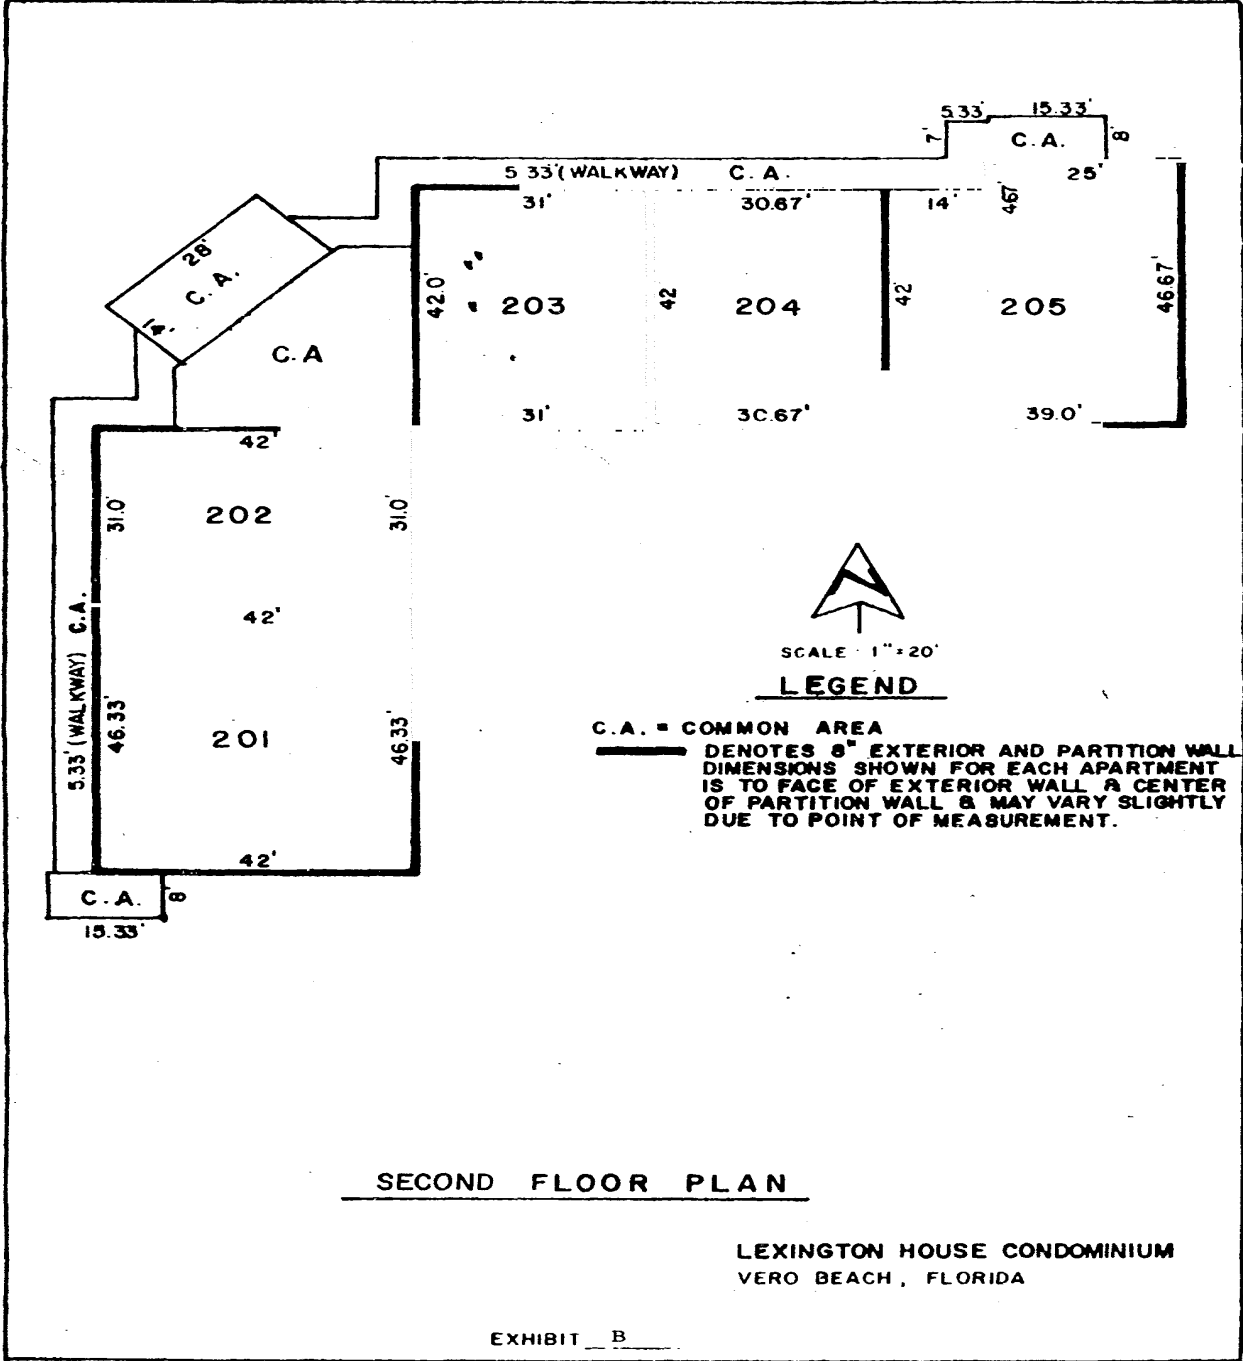 5.33' 15.33'
7' C.A. 8'
5.33'(WALKWAY) C.A. 25'
31' 30.67' 14' 4.67'
28'
C.A.
14'
42.0' 203 42 204 42' 205 46.67'
C.A
31' 30.67' 39.0'
42'
31.0' 202 31.0'
42'
5.33' (WALKWAY) C.A.
46.33' 201 46.33'
42'
C.A. 8'
15.33'
N
SCALE 1"=20'
LEGEND
C.A. = COMMON AREA
DENOTES 8" EXTERIOR AND PARTITION WALL
DIMENSIONS SHOWN FOR EACH APARTMENT
IS TO FACE OF EXTERIOR WALL & CENTER
OF PARTITION WALL & MAY VARY SLIGHTLY
DUE TO POINT OF MEASUREMENT.
SECOND FLOOR PLAN
LEXINGTON HOUSE CONDOMINIUM
VERO BEACH, FLORIDA
EXHIBIT B